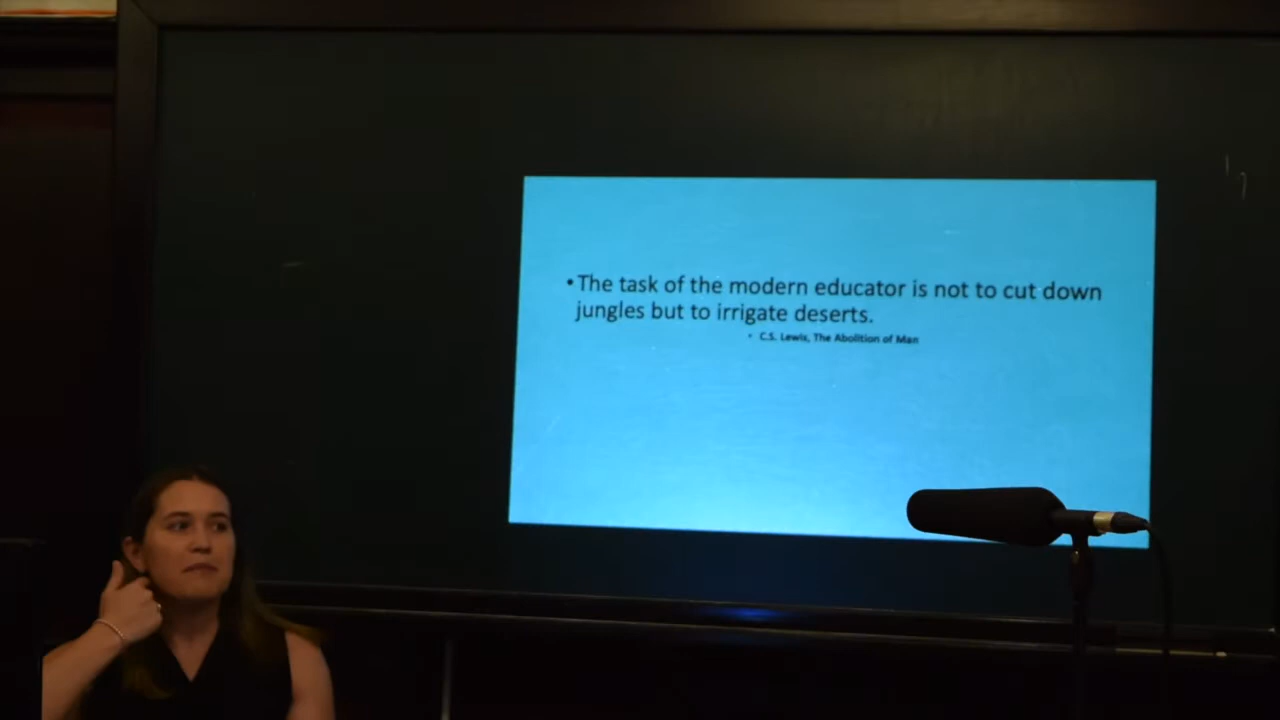 •The task of the modern educator is not to cut down
jungles but to irrigate deserts.
• C.S. Lewis, The Abolition of Man